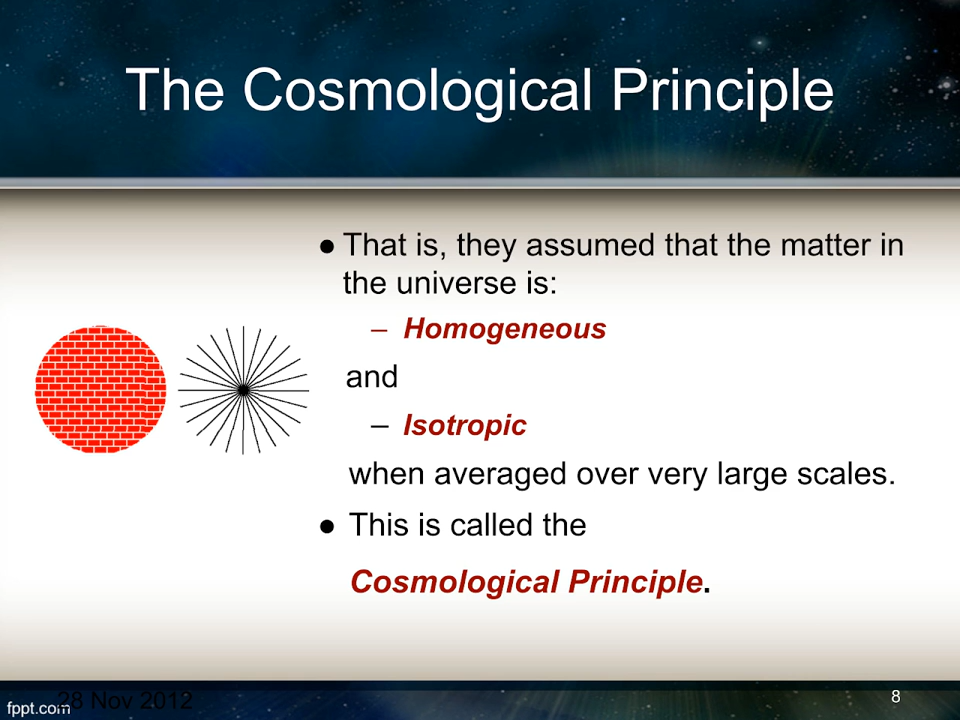 The Cosmological Principle
● That is, they assumed that the matter in
the universe is:
– Homogeneous
and
– Isotropic
when averaged over very large scales.
● This is called the
Cosmological Principle.
28 Nov 2012
fppt.com
8